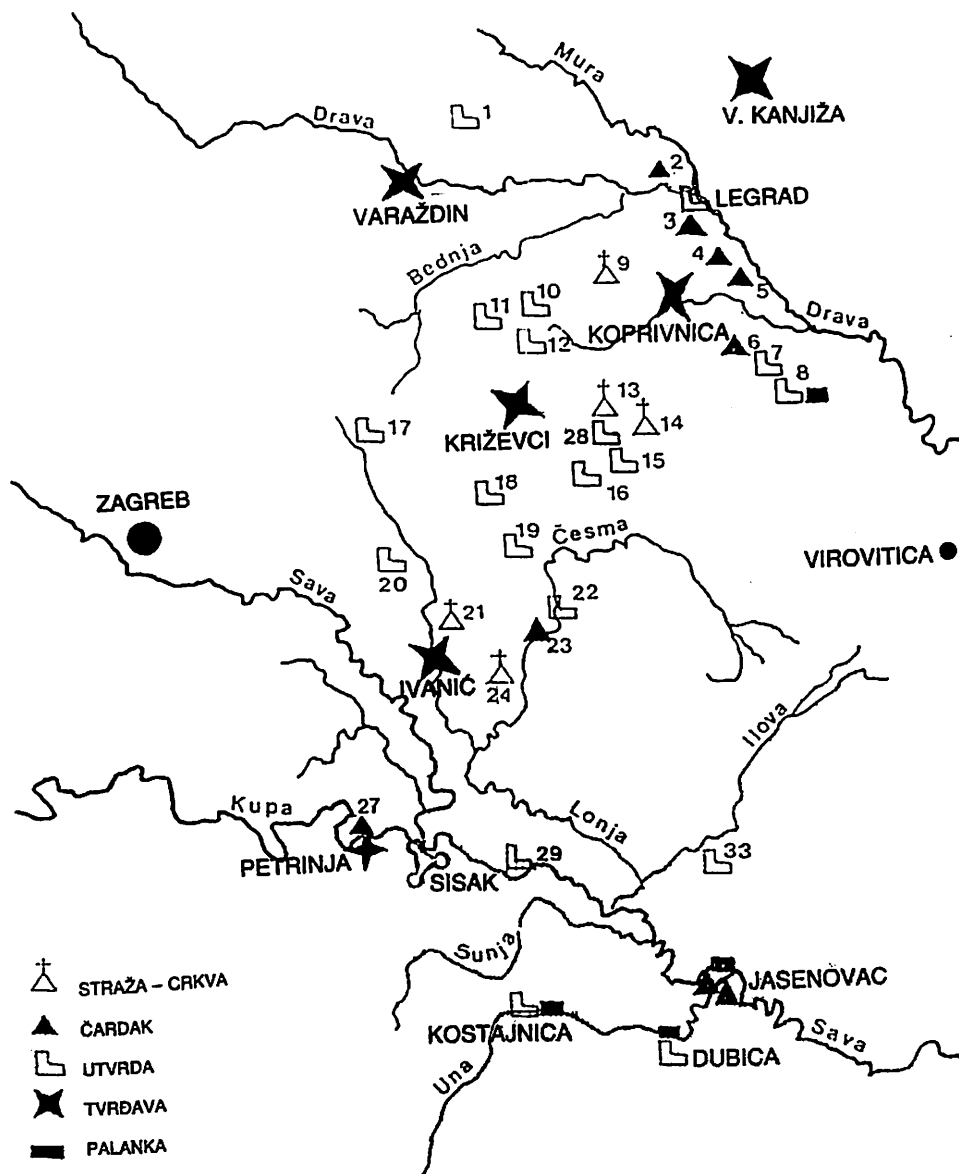 Mura
V. KANJIŽA
1
Drava
2
VARAŽDIN
LEGRAD
3
Bednja
4
9
5
10
11
Drava
KOPRIVNICA
12
6
7
8
13
14
17
KRIŽEVCI
28
15
16
18
ZAGREB
19
Česma
VIROVITICA
20
Sava
22
21
23
IVANIĆ
24
Ilova
Kupa
27
Lonja
PETRINJA
SISAK
29
33
Sunja
JASENOVAC
KOSTAJNICA
Sava
Una
DUBICA
STRAŽA – CRKVA
ČARDAK
UTVRDA
TVRĐAVA
PALANKA